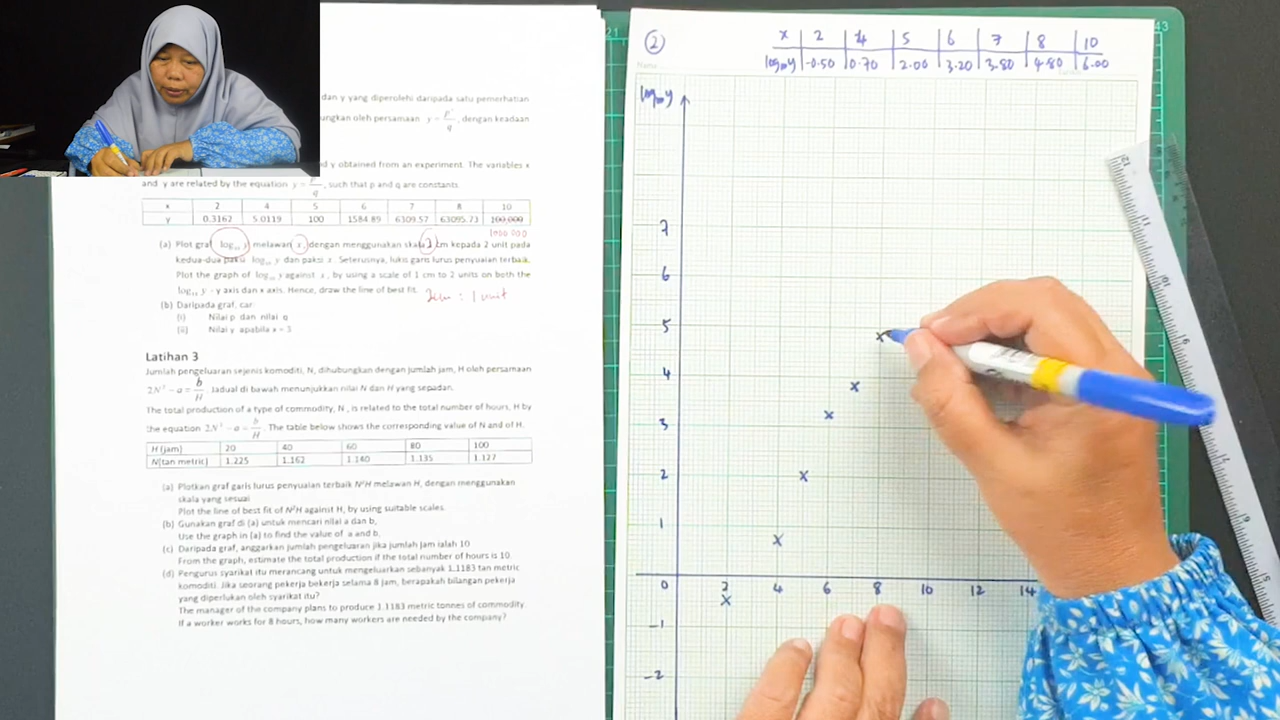 dan y yang diperolehi daripada satu pemerhatian
ungkan oleh persamaan y = p^x/q, dengan keadaan
d y obtained from an experiment. The variables x
and y are related by the equation y = p^x/q, such that p and q are constants.
x 2 4 5 6 7 8 10
y 0.3162 5.0119 100 1584.89 6309.57 63095.73 100,000
1000 000
(a) Plot graf log₁₀ y melawan x, dengan menggunakan skala 2 cm kepada 2 unit pada
kedua-dua paksi log₁₀ y dan paksi x. Seterusnya, lukis garis lurus penyuaian terbaik.
Plot the graph of log₁₀ y against x, by using a scale of 1 cm to 2 units on both the
log₁₀ y - y axis dan x axis. Hence, draw the line of best fit.
2cm : 1 unit
(b) Daripada graf, cari
(i) Nilai p dan nilai q
(ii) Nilai y apabila x = 3
Latihan 3
Jumlah pengeluaran sejenis komoditi, N, dihubungkan dengan jumlah jam, H oleh persamaan
2N² - a = b/H. Jadual di bawah menunjukkan nilai N dan H yang sepadan.
The total production of a type of commodity, N, is related to the total number of hours, H by
the equation 2N² - a = b/H. The table below shows the corresponding value of N and of H.
H (jam) 20 40 60 80 100
N(tan metric) 1.225 1.162 1.140 1.135 1.127
(a) Plotkan graf garis lurus penyuaian terbaik N²H melawan H, dengan menggunakan
skala yang sesuai
Plot the line of best fit of N²H against H, by using suitable scales.
(b) Gunakan graf di (a) untuk mencari nilai a dan b,
Use the graph in (a) to find the value of a and b,
(c) Daripada graf, anggarkan jumlah pengeluaran jika jumlah jam ialah 10
From the graph, estimate the total production if the total number of hours is 10.
(d) Pengurus syarikat itu merancang untuk mengeluarkan sebanyak 1.1183 tan metric
komoditi. Jika seorang pekerja bekerja selama 8 jam, berapakah bilangan pekerja
yang diperlukan oleh syarikat itu?
The manager of the company plans to produce 1.1183 metric tonnes of commodity.
If a worker works for 8 hours, how many workers are needed by the company?
②
x 2 4 5 6 7 8 10
log₁₀y -0.50 0.70 2.00 3.20 3.80 4.80 6.00
log₁₀y
7
6
5
4
3
2
1
0 2 4 6 8 10 12 14
-1
-2